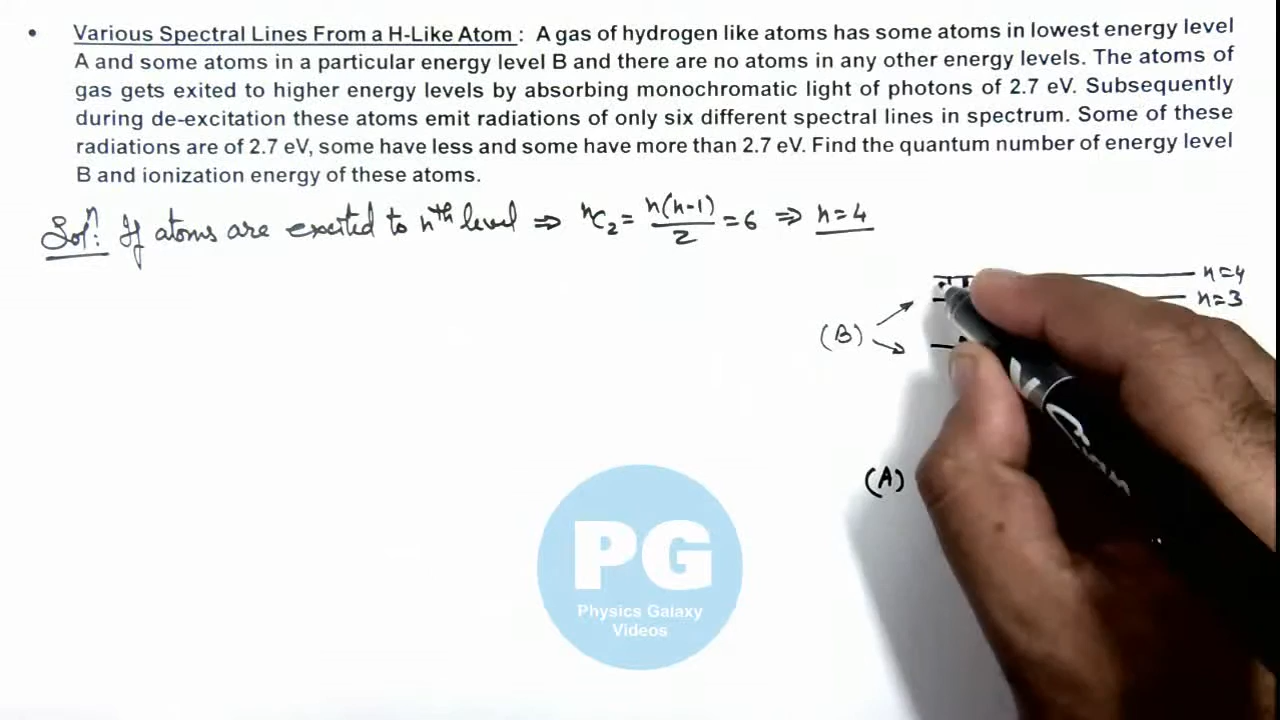 • Various Spectral Lines From a H-Like Atom : A gas of hydrogen like atoms has some atoms in lowest energy level
A and some atoms in a particular energy level B and there are no atoms in any other energy levels. The atoms of
gas gets exited to higher energy levels by absorbing monochromatic light of photons of 2.7 eV. Subsequently
during de-excitation these atoms emit radiations of only six different spectral lines in spectrum. Some of these
radiations are of 2.7 eV, some have less and some have more than 2.7 eV. Find the quantum number of energy level
B and ionization energy of these atoms.
Solⁿ: If atoms are excited to nth level ⇒ ⁿC₂ = n(n-1)/2 = 6 ⇒ n=4
n=4
n=3
(B)
(A)
PG
Physics Galaxy
Videos